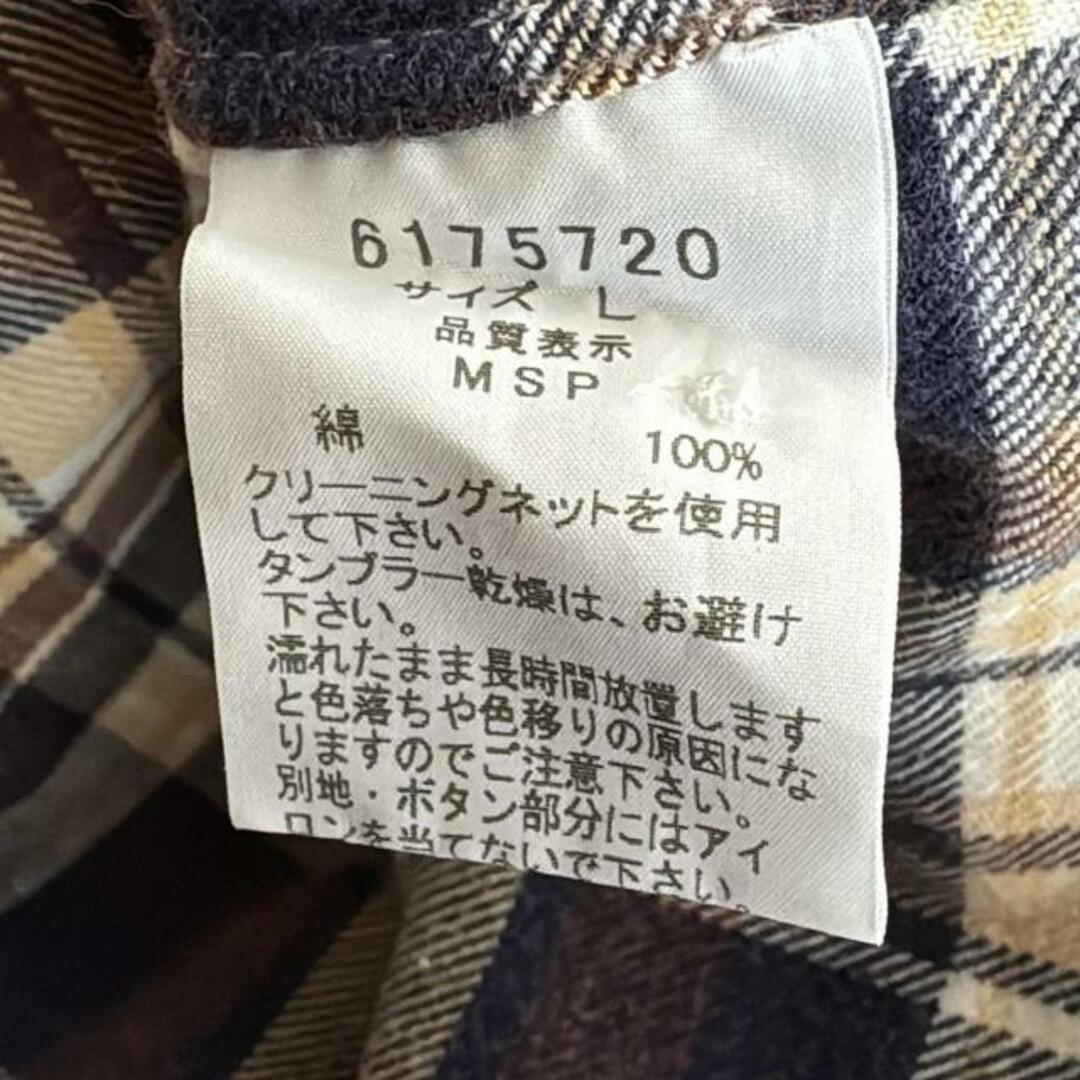 6175720
サイズ L
品質表示
MSP
綿 100%
クリーニングネットを使用
して下さい。
タンブラー乾燥は、お避け
下さい。
濡れたまま長時間放置します
と色落ちや色移りの原因にな
りますのでご注意下さい。
別地・ボタン部分にはアイ
ロンを当てないで下さい。